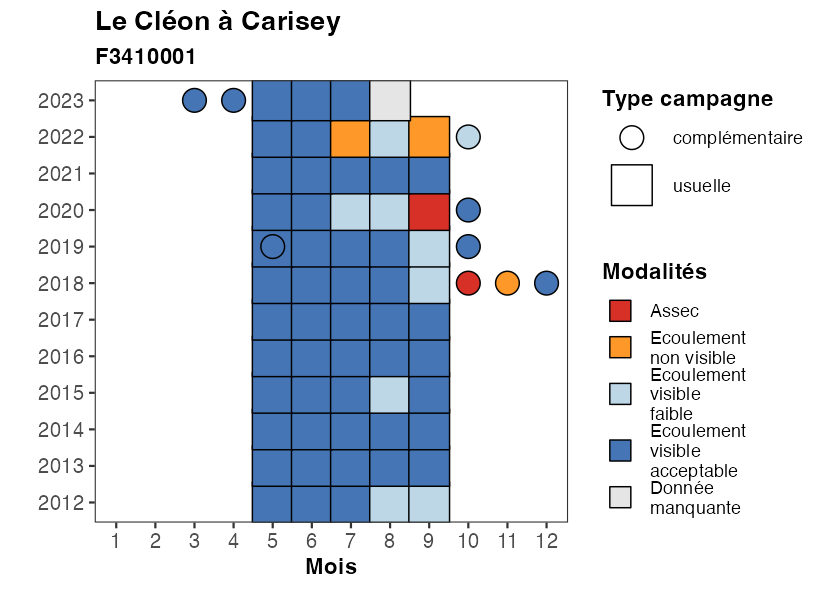 Le Cléon à Carisey
F3410001
2023
2022
2021
2020
2019
2018
2017
2016
2015
2014
2013
2012
1 2 3 4 5 6 7 8 9 10 11 12
Mois
Type campagne
complémentaire
usuelle
Modalités
Assec
Ecoulement
non visible
Ecoulement
visible
faible
Ecoulement
visible
acceptable
Donnée
manquante